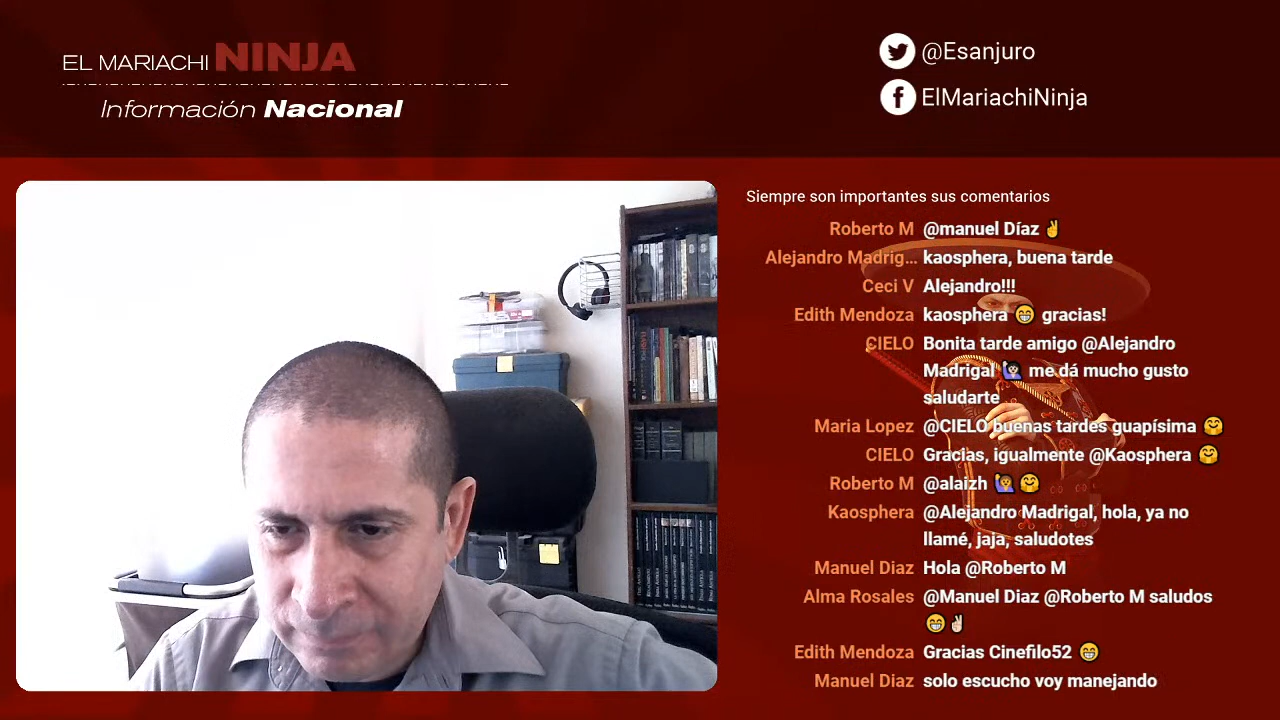 EL MARIACHI NINJA
Información Nacional
@Esanjuro
ElMariachiNinja
Siempre son importantes sus comentarios
Roberto M @manuel Díaz ✌️
Alejandro Madrig... kaosphera, buena tarde
Ceci V Alejandro!!!
Edith Mendoza kaosphera 😁 gracias!
CIELO Bonita tarde amigo @Alejandro
Madrigal 🙋🏻‍♀️ me dá mucho gusto
saludarte
Maria Lopez @CIELO buenas tardes guapísima 🤗
CIELO Gracias, igualmente @Kaosphera 🤗
Roberto M @alaizh 🙋🏽‍♂️🤗
Kaosphera @Alejandro Madrigal, hola, ya no
llamé, jaja, saludotes
Manuel Diaz Hola @Roberto M
Alma Rosales @Manuel Diaz @Roberto M saludos
😁✌🏻
Edith Mendoza Gracias Cinefilo52 😁
Manuel Diaz solo escucho voy manejando